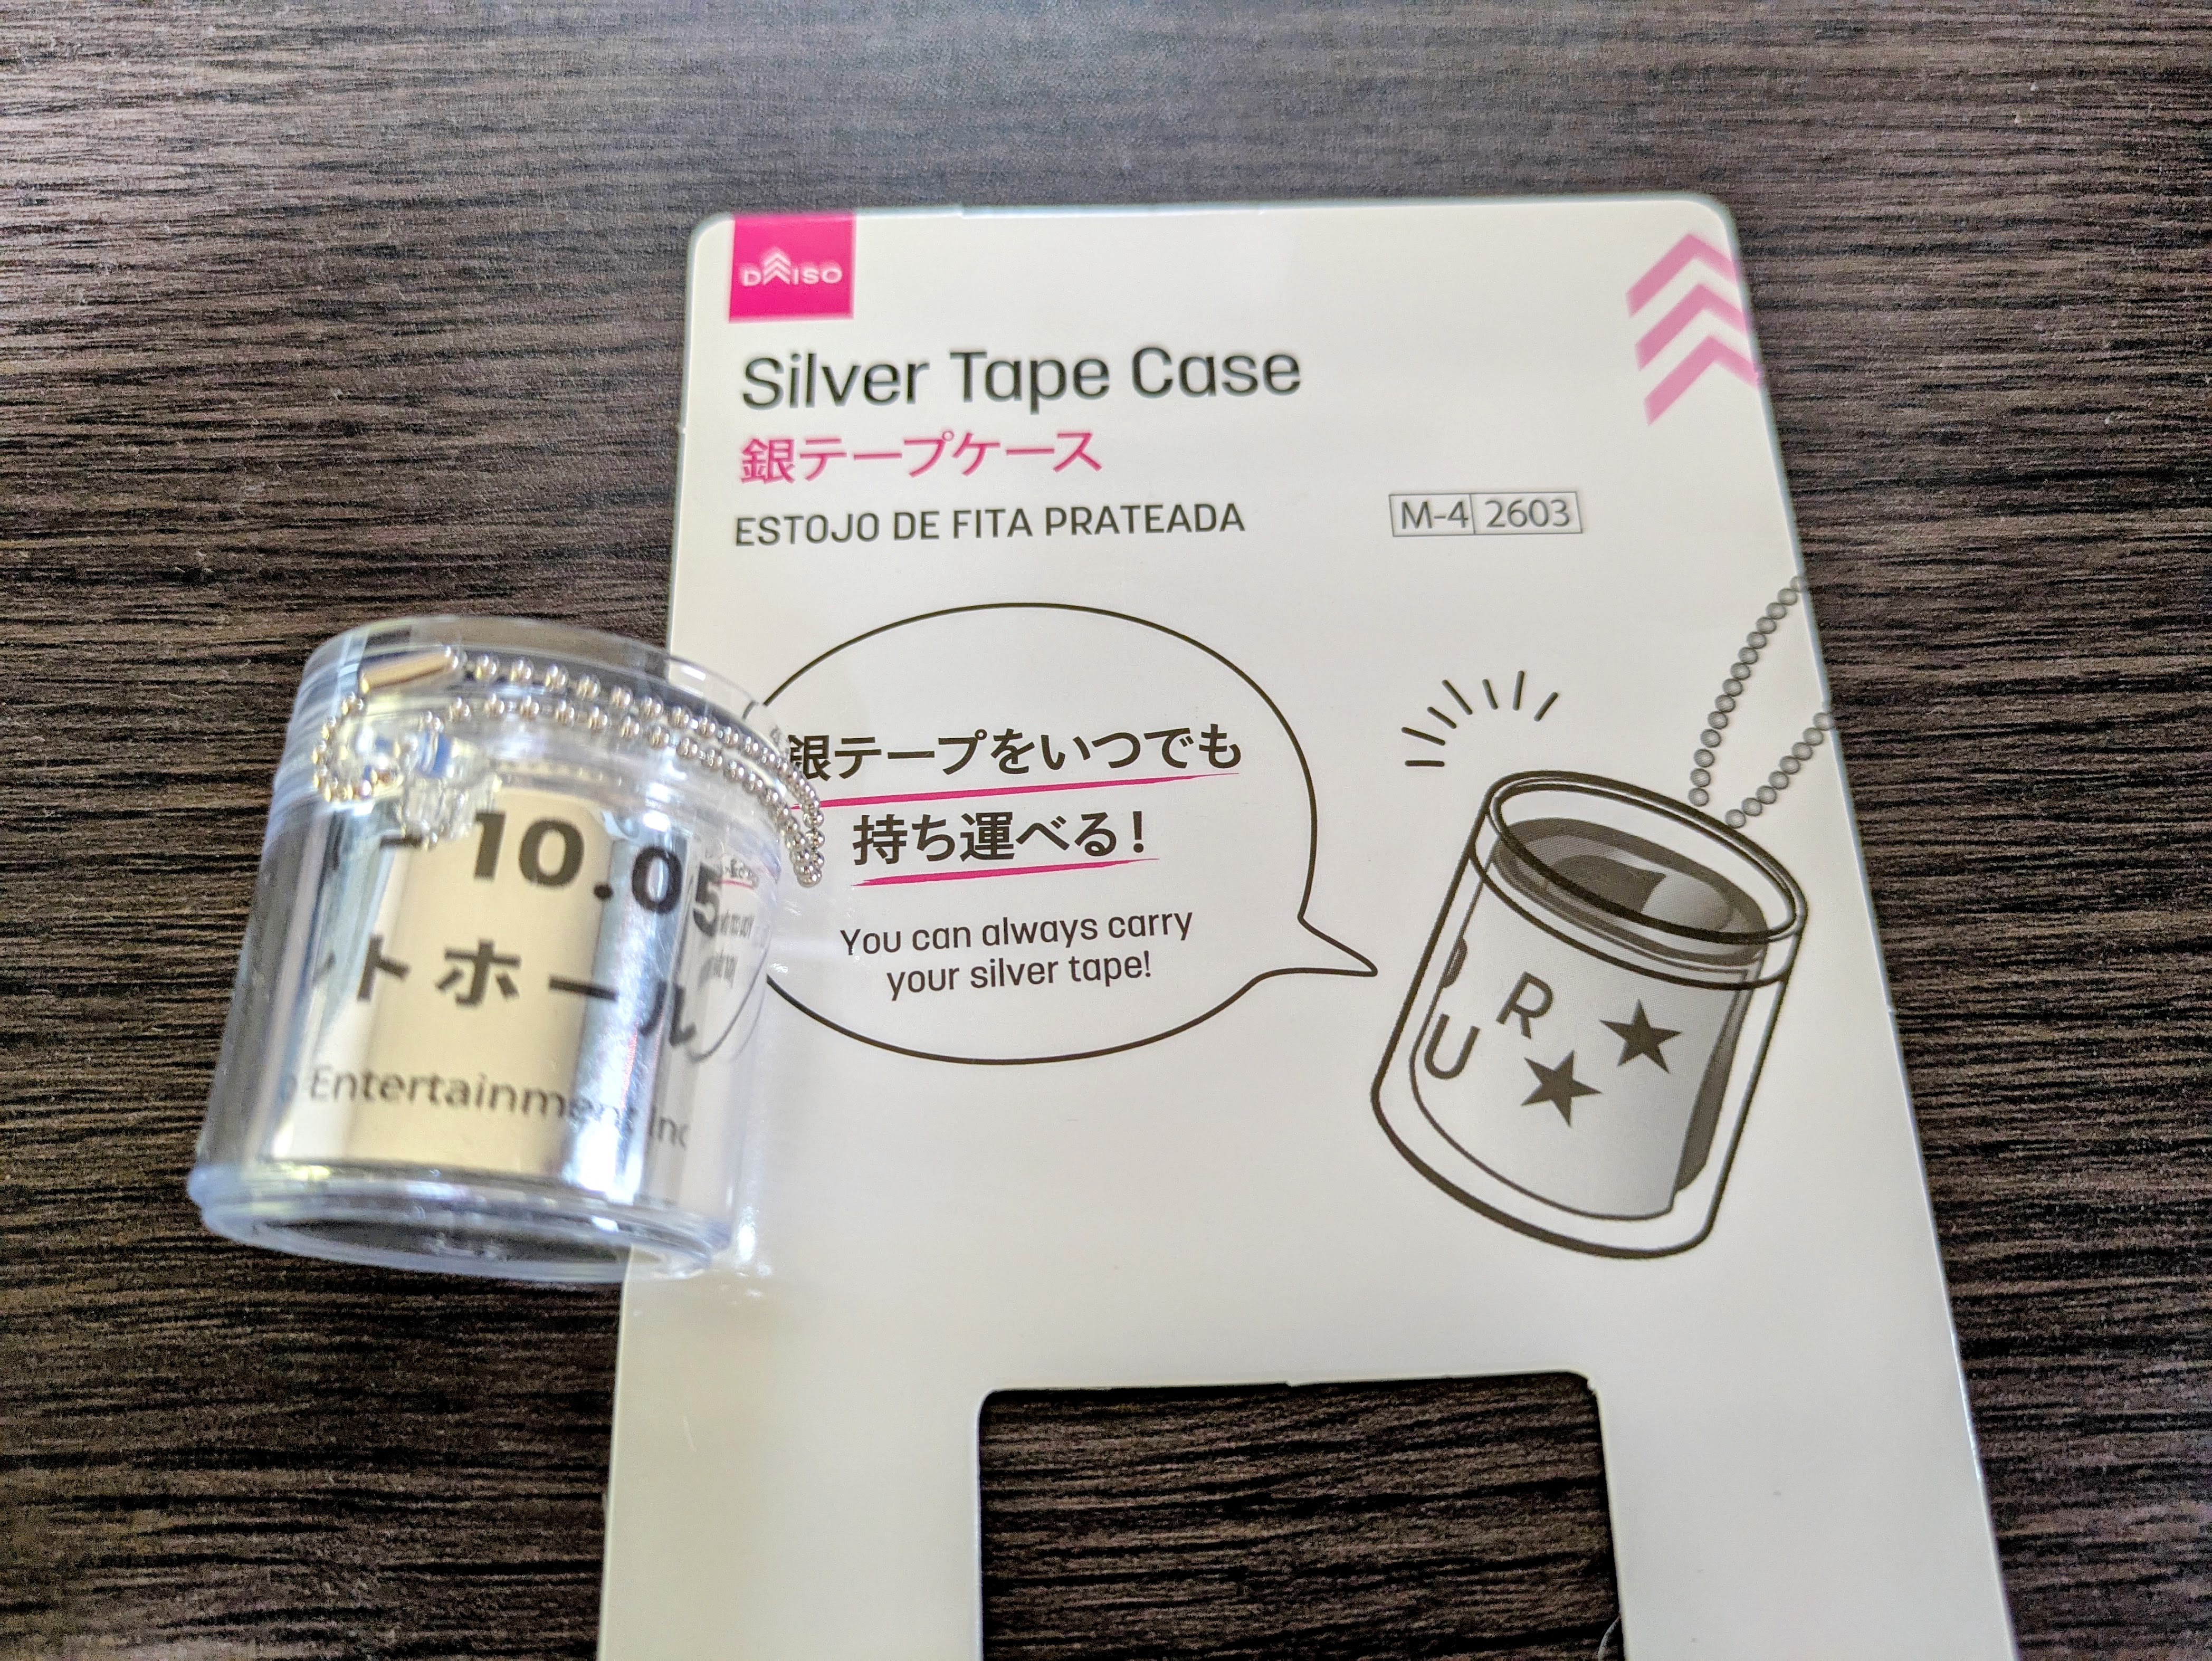 DAISO
Silver Tape Case
銀テープケース
ESTOJO DE FITA PRATEADA
M-4 2603
銀テープをいつでも
持ち運べる!
You can always carry
your silver tape!
R
U
10.05
トホール
Entertainment Inc